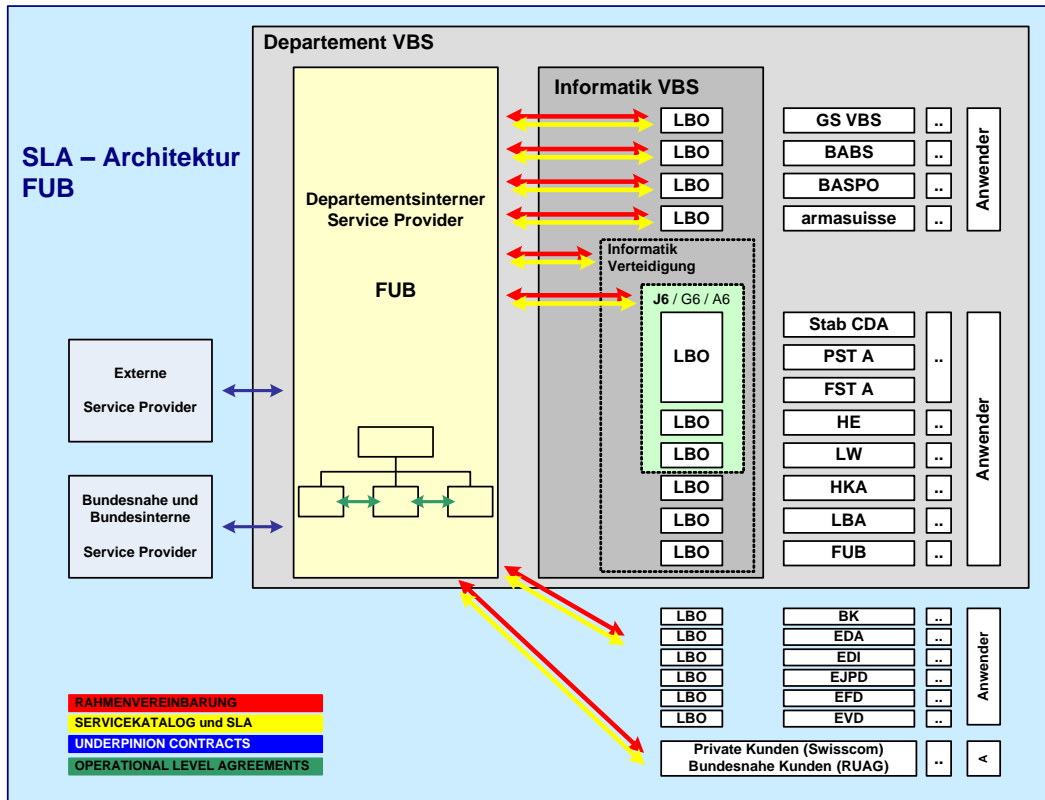 Departement VBS
SLA – Architektur
FUB
Departementsinterner
Service Provider
FUB
Informatik VBS
LBO
GS VBS
..
LBO
BABS
..
LBO
BASPO
..
LBO
armasuisse
..
Anwender
Informatik
Verteidigung
J6 / G6 / A6
LBO
Stab CDA
PST A
FST A
..
LBO
HE
..
LBO
LW
..
LBO
HKA
..
LBO
LBA
..
LBO
FUB
..
Anwender
Externe
Service Provider
Bundesnahe und
Bundesinterne
Service Provider
LBO
BK
..
LBO
EDA
..
LBO
EDI
..
LBO
EJPD
..
LBO
EFD
..
LBO
EVD
..
Anwender
Private Kunden (Swisscom)
Bundesnahe Kunden (RUAG)
..
A
RAHMENVEREINBARUNG
SERVICEKATALOG und SLA
UNDERPINION CONTRACTS
OPERATIONAL LEVEL AGREEMENTS